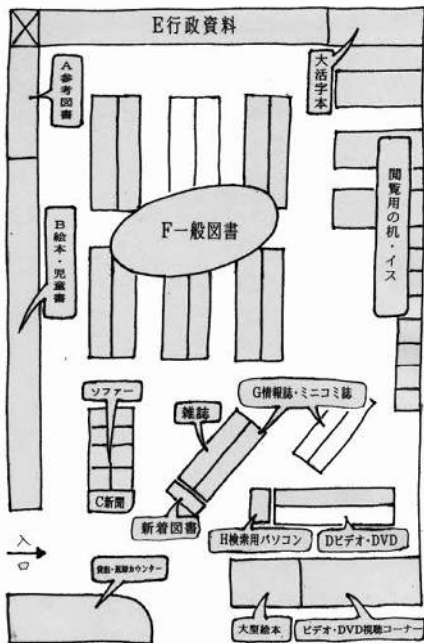 E行政資料
A参考図書
大活字本
F一般図書
閲覧用の机・イス
B絵本・児童書
ソファー
雑誌
G情報誌・ミニコミ誌
C新聞
新着図書
H検索用パソコン
Dビデオ・DVD
入口
貸出・返却カウンター
大型絵本
ビデオ・DVD視聴コーナー